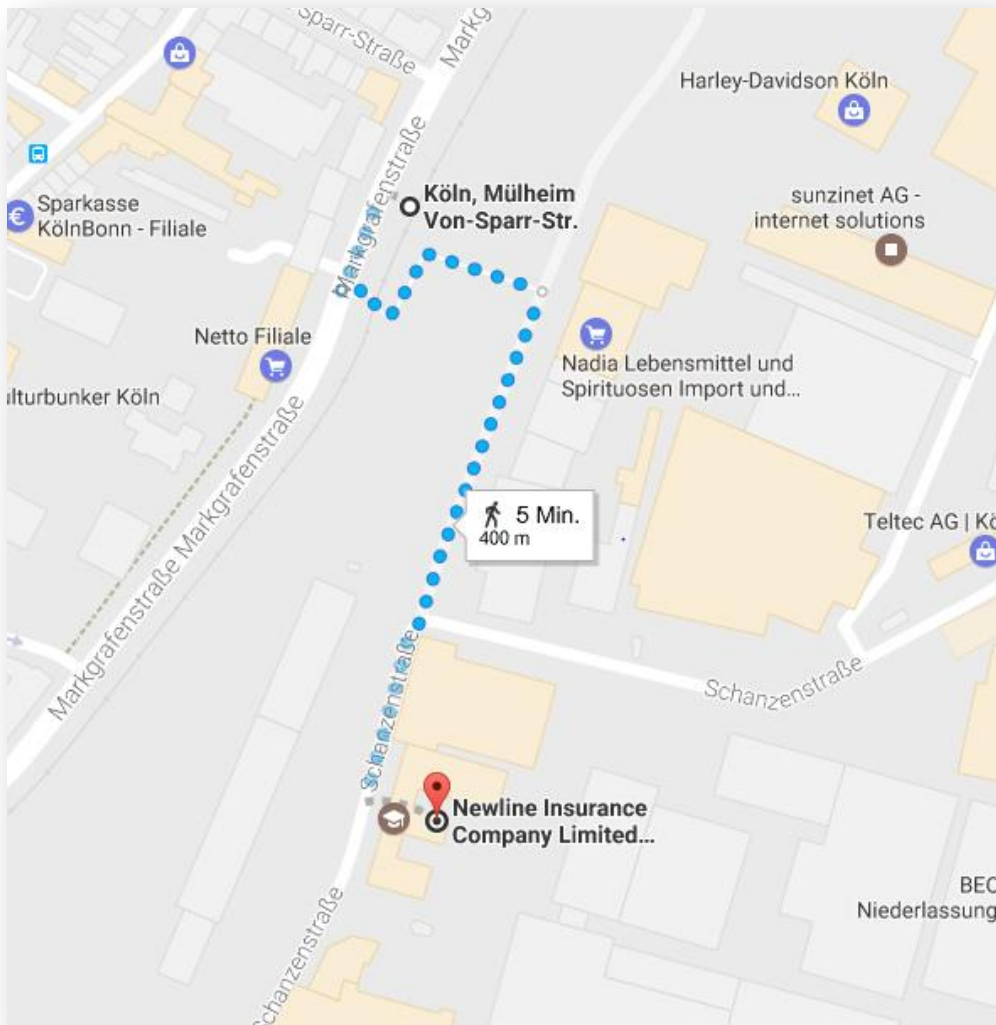 Sparr-Straße
Markg
Harley-Davidson Köln
Markgrafenstraße
Köln, Mülheim
Von-Sparr-Str.
sunzinet AG -
internet solutions
Sparkasse
KölnBonn - Filiale
€
Netto Filiale
Nadia Lebensmittel und
Spirituosen Import und...
ulturbunker Köln
Markgrafenstraße Markgrafenstraße
5 Min.
400 m
Teltec AG | Kö
Schanzenstraße
Schanzenstraße
Newline Insurance
Company Limited...
BEC
Niederlassung
Schanzenstraße